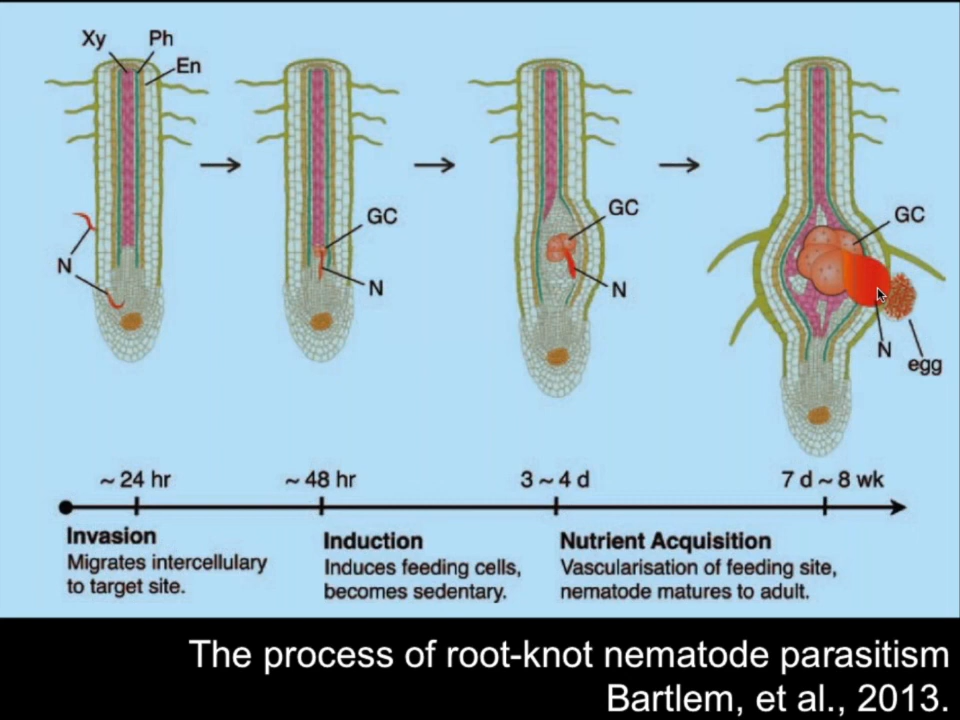 Xy
Ph
En
N
GC
N
GC
N
GC
N
egg
~ 24 hr
~ 48 hr
3 ~ 4 d
7 d ~ 8 wk
Invasion
Migrates intercellulary
to target site.
Induction
Induces feeding cells,
becomes sedentary.
Nutrient Acquisition
Vascularisation of feeding site,
nematode matures to adult.
The process of root-knot nematode parasitism
Bartlem, et al., 2013.